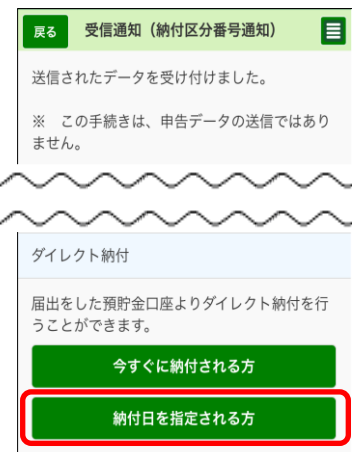 戻る 受信通知（納付区分番号通知）
送信されたデータを受け付けました。
※　この手続きは、申告データの送信ではあり
ません。
ダイレクト納付
届出をした預貯金口座よりダイレクト納付を行
うことができます。
今すぐに納付される方
納付日を指定される方